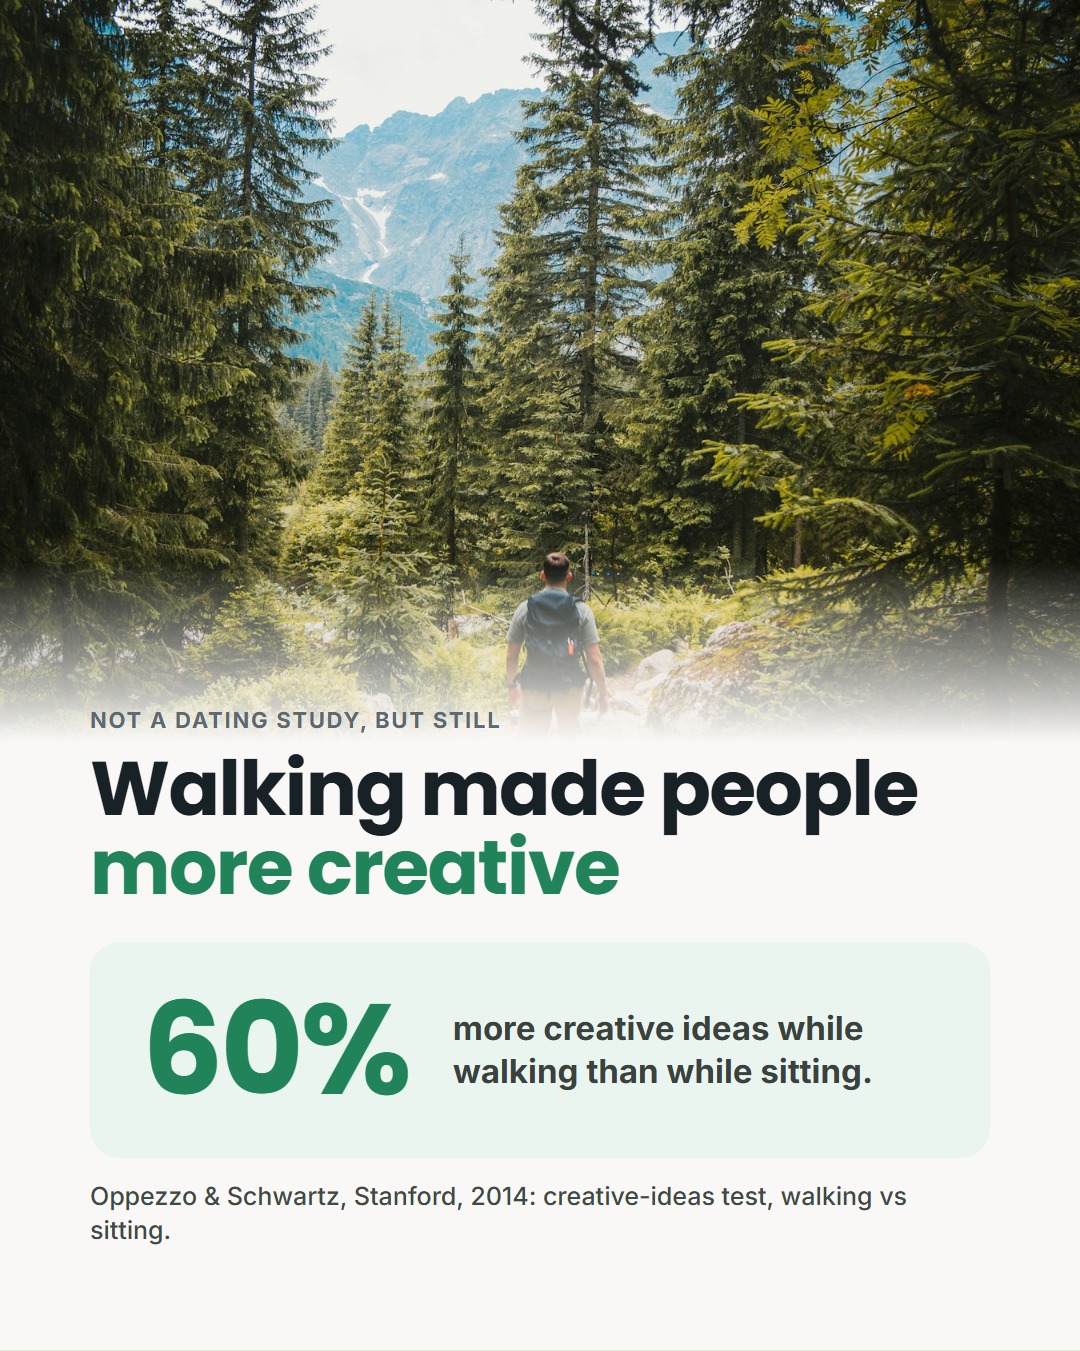 NOT A DATING STUDY, BUT STILL
Walking made people
more creative
60%
more creative ideas while
walking than while sitting.
Oppezzo & Schwartz, Stanford, 2014: creative-ideas test, walking vs
sitting.